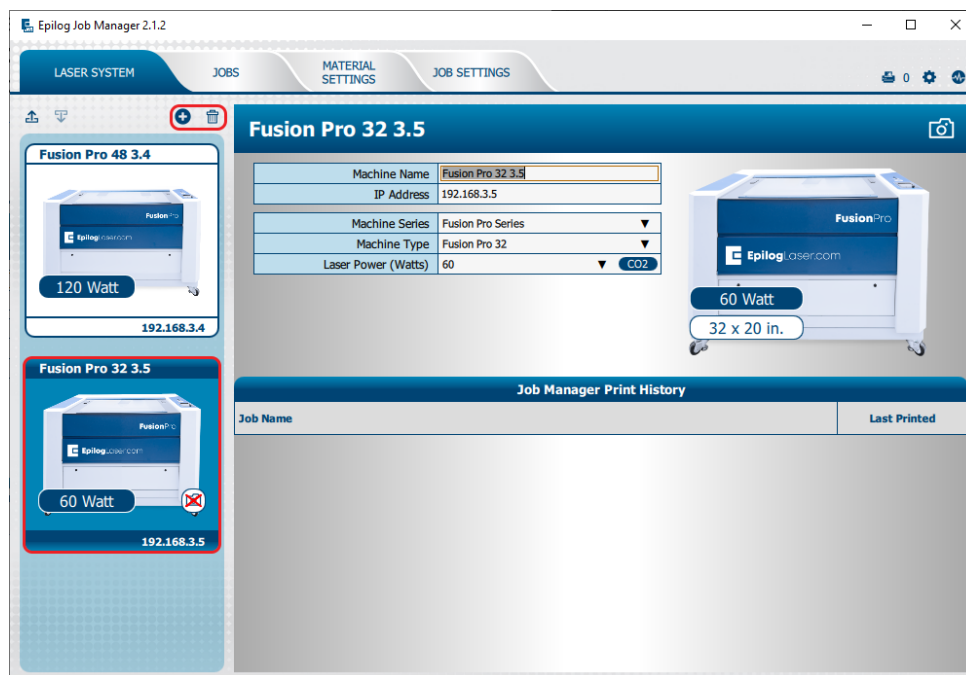 Epilog Job Manager 2.1.2
LASER SYSTEM
JOBS
MATERIAL
SETTINGS
JOB SETTINGS
0
Fusion Pro 48 3.4
FusionPro
EpilogLaser.com
120 Watt
192.168.3.4
Fusion Pro 32 3.5
FusionPro
EpilogLaser.com
60 Watt
192.168.3.5
Fusion Pro 32 3.5
Machine Name Fusion Pro 32 3.5
IP Address 192.168.3.5
Machine Series Fusion Pro Series
Machine Type Fusion Pro 32
Laser Power (Watts) 60 CO2
FusionPro
EpilogLaser.com
60 Watt
32 x 20 in.
Job Manager Print History
Job Name Last Printed